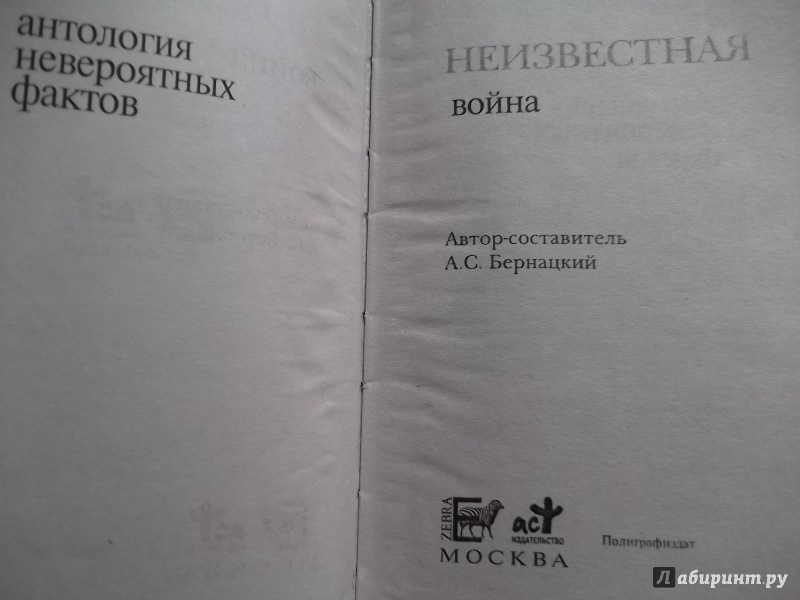 антология
невероятных
фактов
НЕИЗВЕСТНАЯ
война
Автор-составитель
А.С. Бернацкий
ZEBRA E
аст
ИЗДАТЕЛЬСТВО
Полиграфиздат
МОСКВА
Лабиринт.ру